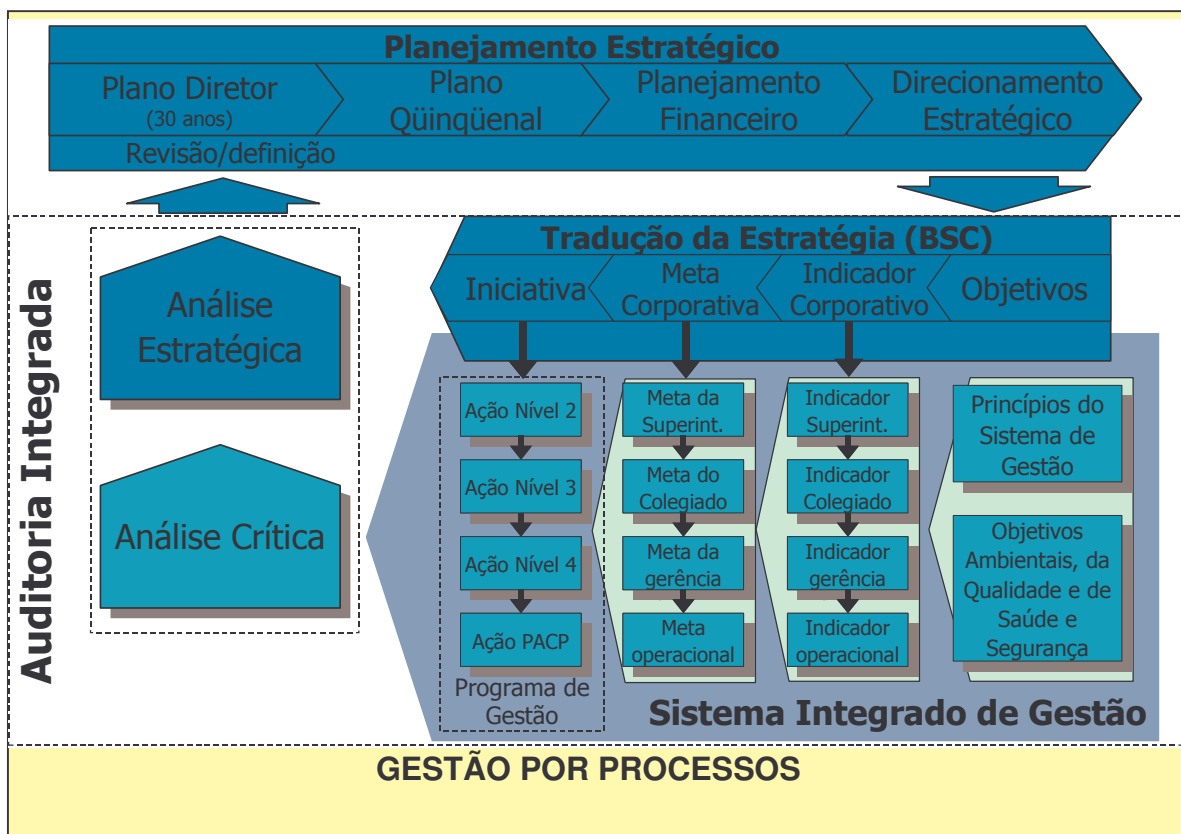 Planejamento Estratégico
Plano Diretor
(30 anos)
Plano
Qüinqüenal
Planejamento
Financeiro
Direcionamento
Estratégico
Revisão/definição
Auditoria Integrada
Análise
Estratégica
Análise Crítica
Tradução da Estratégia (BSC)
Iniciativa
Meta
Corporativa
Indicador
Corporativo
Objetivos
Ação Nível 2
Ação Nível 3
Ação Nível 4
Ação PACP
Programa de
Gestão
Meta da
Superint.
Meta do
Colegiado
Meta da
gerência
Meta
operacional
Indicador
Superint.
Indicador
Colegiado
Indicador
gerência
Indicador
operacional
Princípios do
Sistema de
Gestão
Objetivos
Ambientais, da
Qualidade e de
Saúde e
Segurança
Sistema Integrado de Gestão
GESTÃO POR PROCESSOS